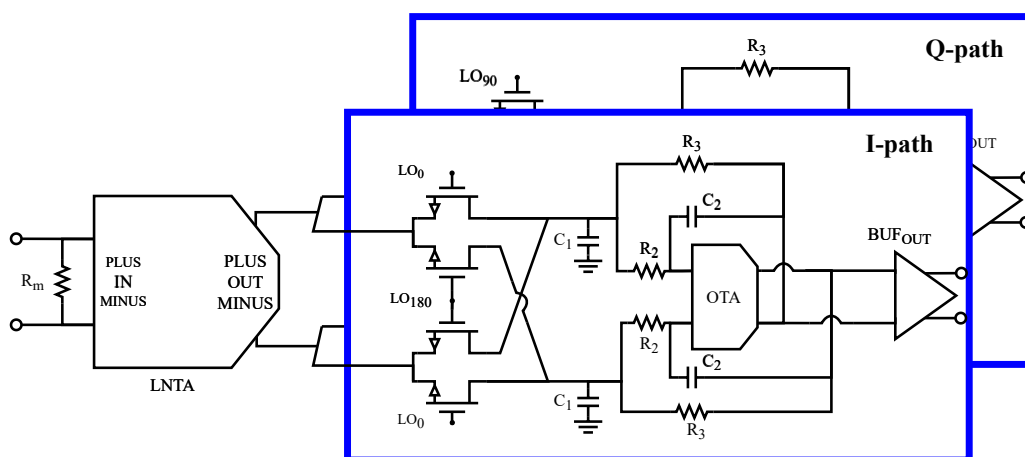 Q-path
R3
LO90
I-path
R3
OUT
LO0
C2
C1
R2
BUFOUT
PLUS
IN
MINUS
PLUS
OUT
MINUS
Rm
OTA
LO180
R2
C2
LNTA
C1
LO0
R3